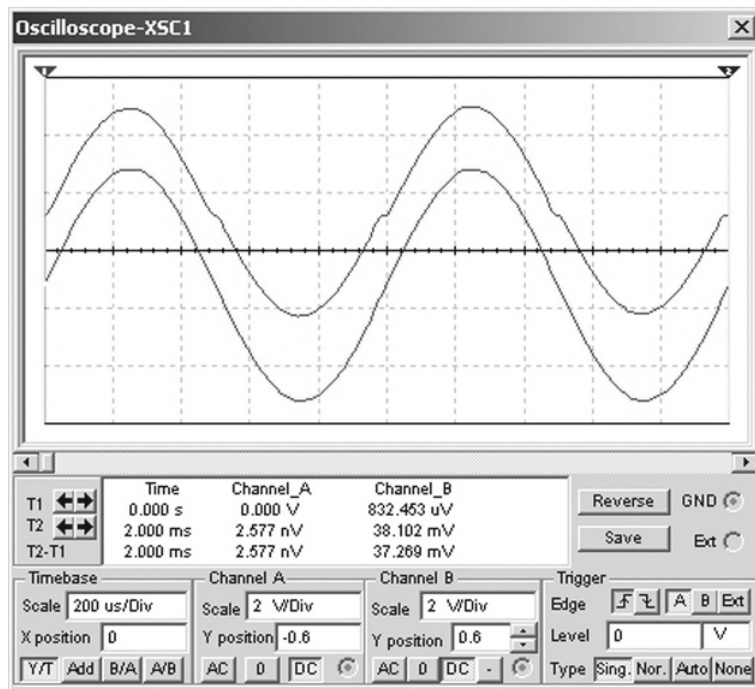 Oscilloscope-XSC1
1 2
Time Channel_A Channel_B
T1 0.000 s 0.000 V 832.453 uV
T2 2.000 ms 2.577 nV 38.102 mV
T2-T1 2.000 ms 2.577 nV 37.269 mV
Reverse GND
Save Ext
Timebase Channel A Channel B Trigger
Scale 200 us/Div Scale 2 V/Div Scale 2 V/Div Edge A B Ext
X position 0 Y position -0.6 Y position 0.6 Level 0 V
Y/T Add B/A A/B AC 0 DC AC 0 DC - Type Sing. Nor. Auto None